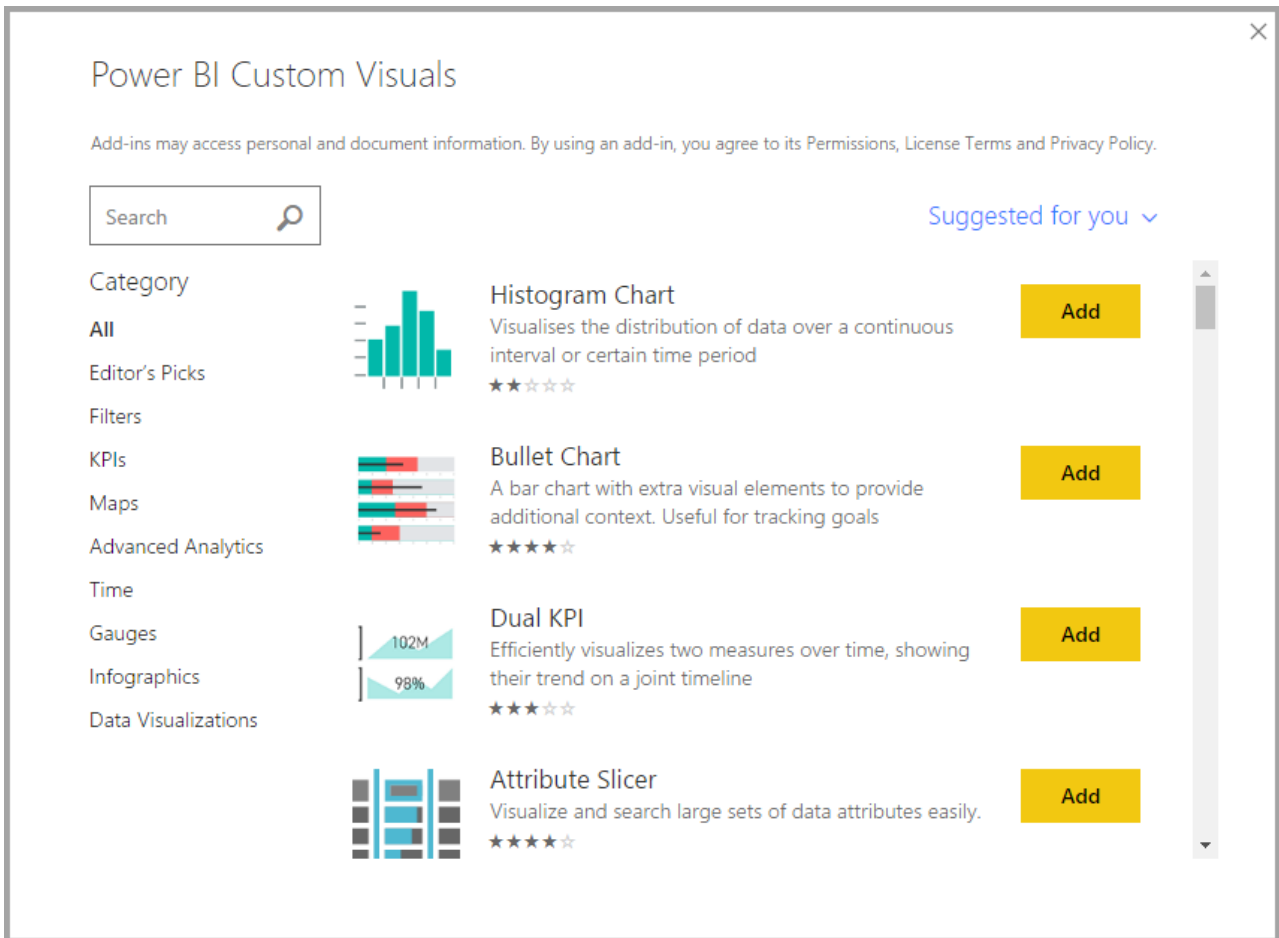 Power BI Custom Visuals
Add-ins may access personal and document information. By using an add-in, you agree to its Permissions, License Terms and Privacy Policy.
Search
Suggested for you
Category
All
Editor's Picks
Filters
KPIs
Maps
Advanced Analytics
Time
Gauges
Infographics
Data Visualizations
Histogram Chart
Visualises the distribution of data over a continuous
interval or certain time period
Add
Bullet Chart
A bar chart with extra visual elements to provide
additional context. Useful for tracking goals
Add
102M
98%
Dual KPI
Efficiently visualizes two measures over time, showing
their trend on a joint timeline
Add
Attribute Slicer
Visualize and search large sets of data attributes easily.
Add